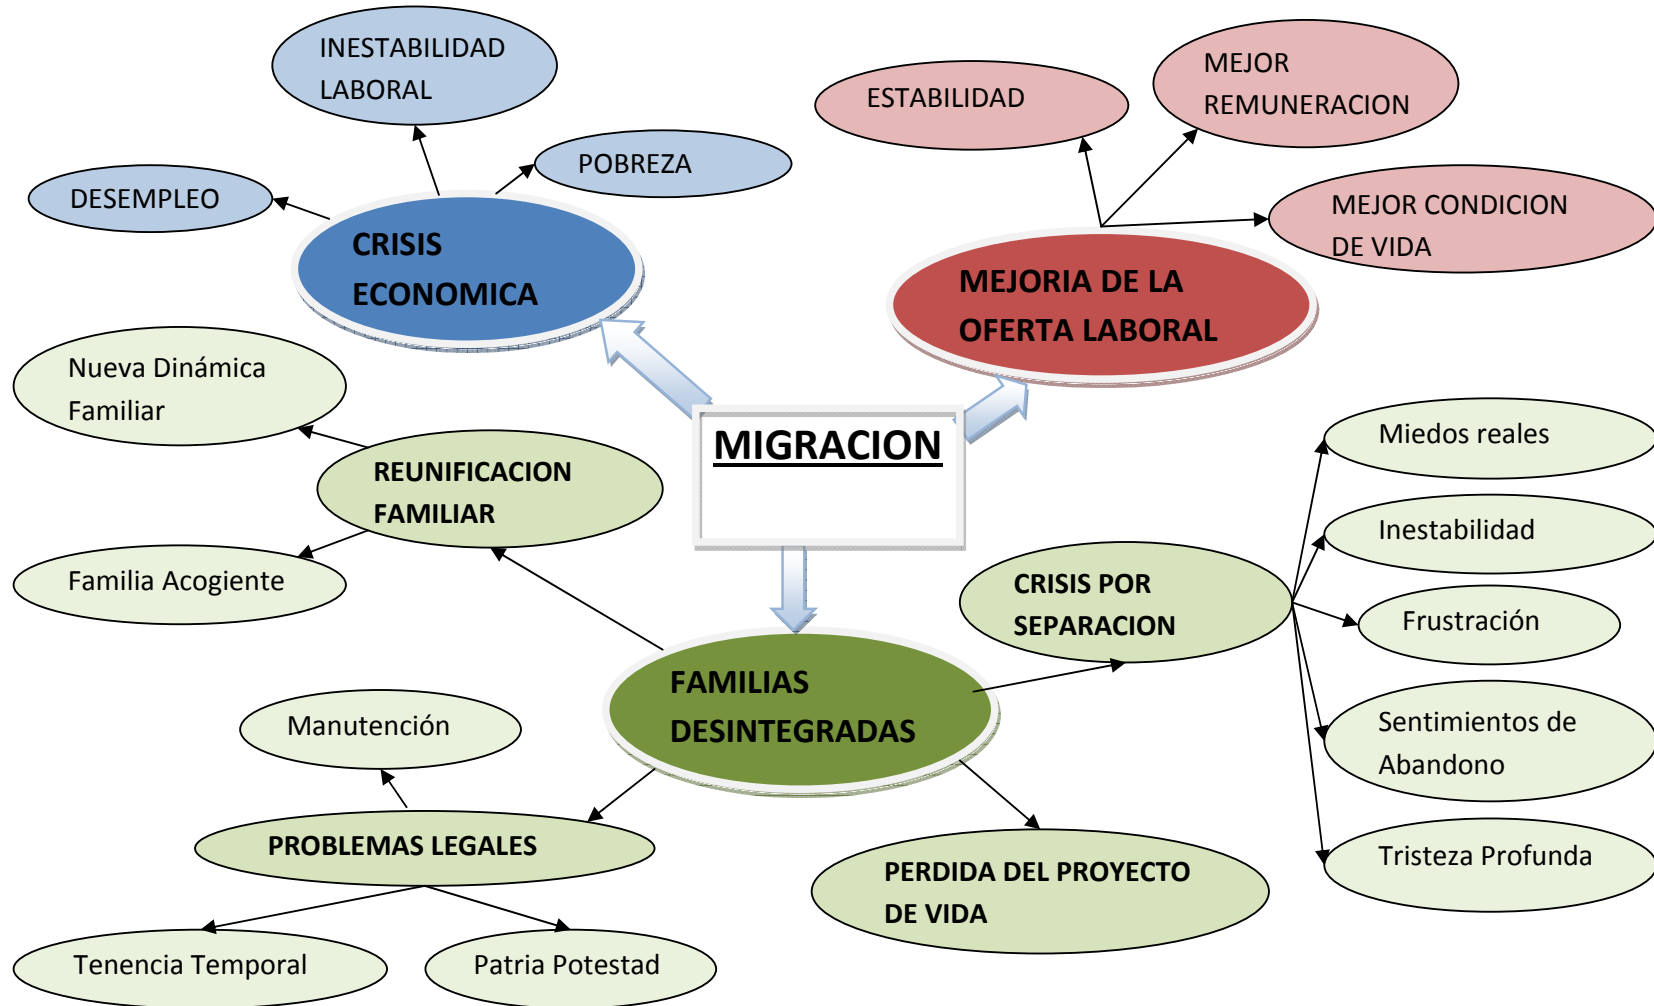 INESTABILIDAD
LABORAL
DESEMPLEO
POBREZA
CRISIS
ECONOMICA
ESTABILIDAD
MEJOR
REMUNERACION
MEJOR CONDICION
DE VIDA
MEJORIA DE LA
OFERTA LABORAL
MIGRACION
Nueva Dinámica
Familiar
REUNIFICACION
FAMILIAR
Familia Acogiente
CRISIS POR
SEPARACION
Miedos reales
Inestabilidad
Frustración
Sentimientos de
Abandono
Tristeza Profunda
FAMILIAS
DESINTEGRADAS
Manutención
PROBLEMAS LEGALES
Tenencia Temporal
Patria Potestad
PERDIDA DEL PROYECTO
DE VIDA